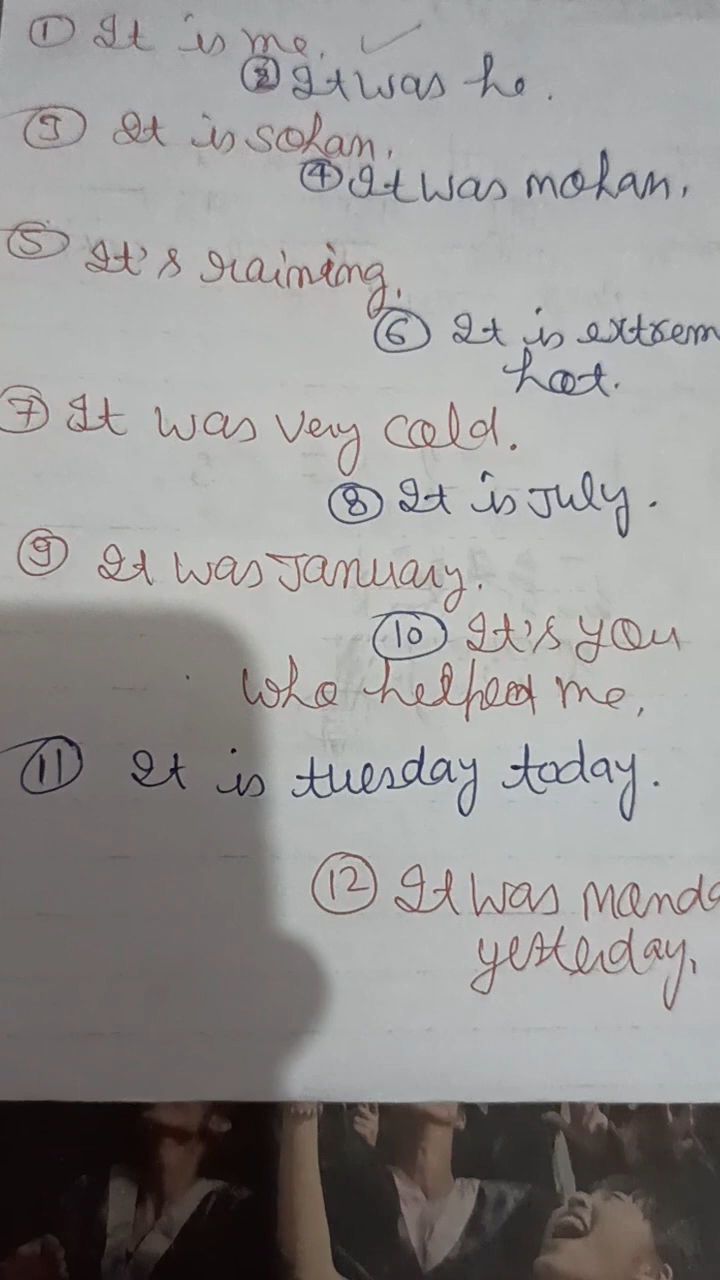 ① It is me.
② It was he.
③ It is sohan.
④ It was mohan.
⑤ It's raining.
⑥ It is extrem
hot.
⑦ It was very cold.
⑧ It is July.
⑨ It was January.
⑩ It's you
who helped me.
⑪ It is tuesday today.
⑫ It was monda
yesterday.